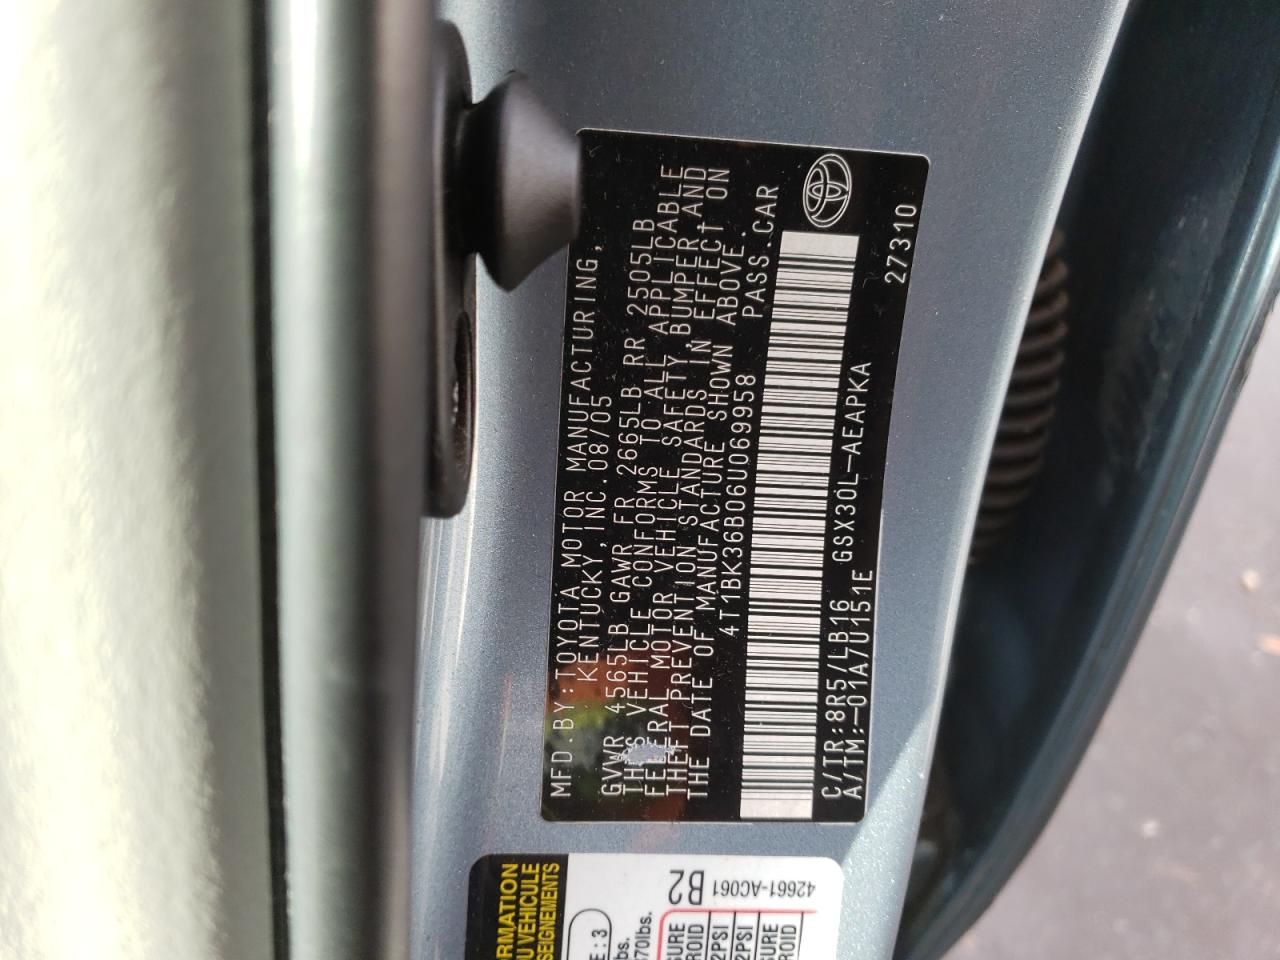 MFD.BY:TOYOTA MOTOR MANUFACTURING,
KENTUCKY,INC.08/05
GVWR 4565LB GAWR FR 2665LB RR 2505LB
VEHICLE CONFORMS TO ALL APPLICABLE
MOTOR VEHICLE SAFETY,BUMPER AND
THEFT PREVENTION STANDARDS IN EFFECT ON
THE DATE OF MANUFACTURE SHOWN ABOVE.
4T1BK36B06U069958 PASS.CAR
C/TR:8R5/LB16 GSX30L-AEAPKA
A/TM:-01A/U151E
27310
42661-AC061
B2